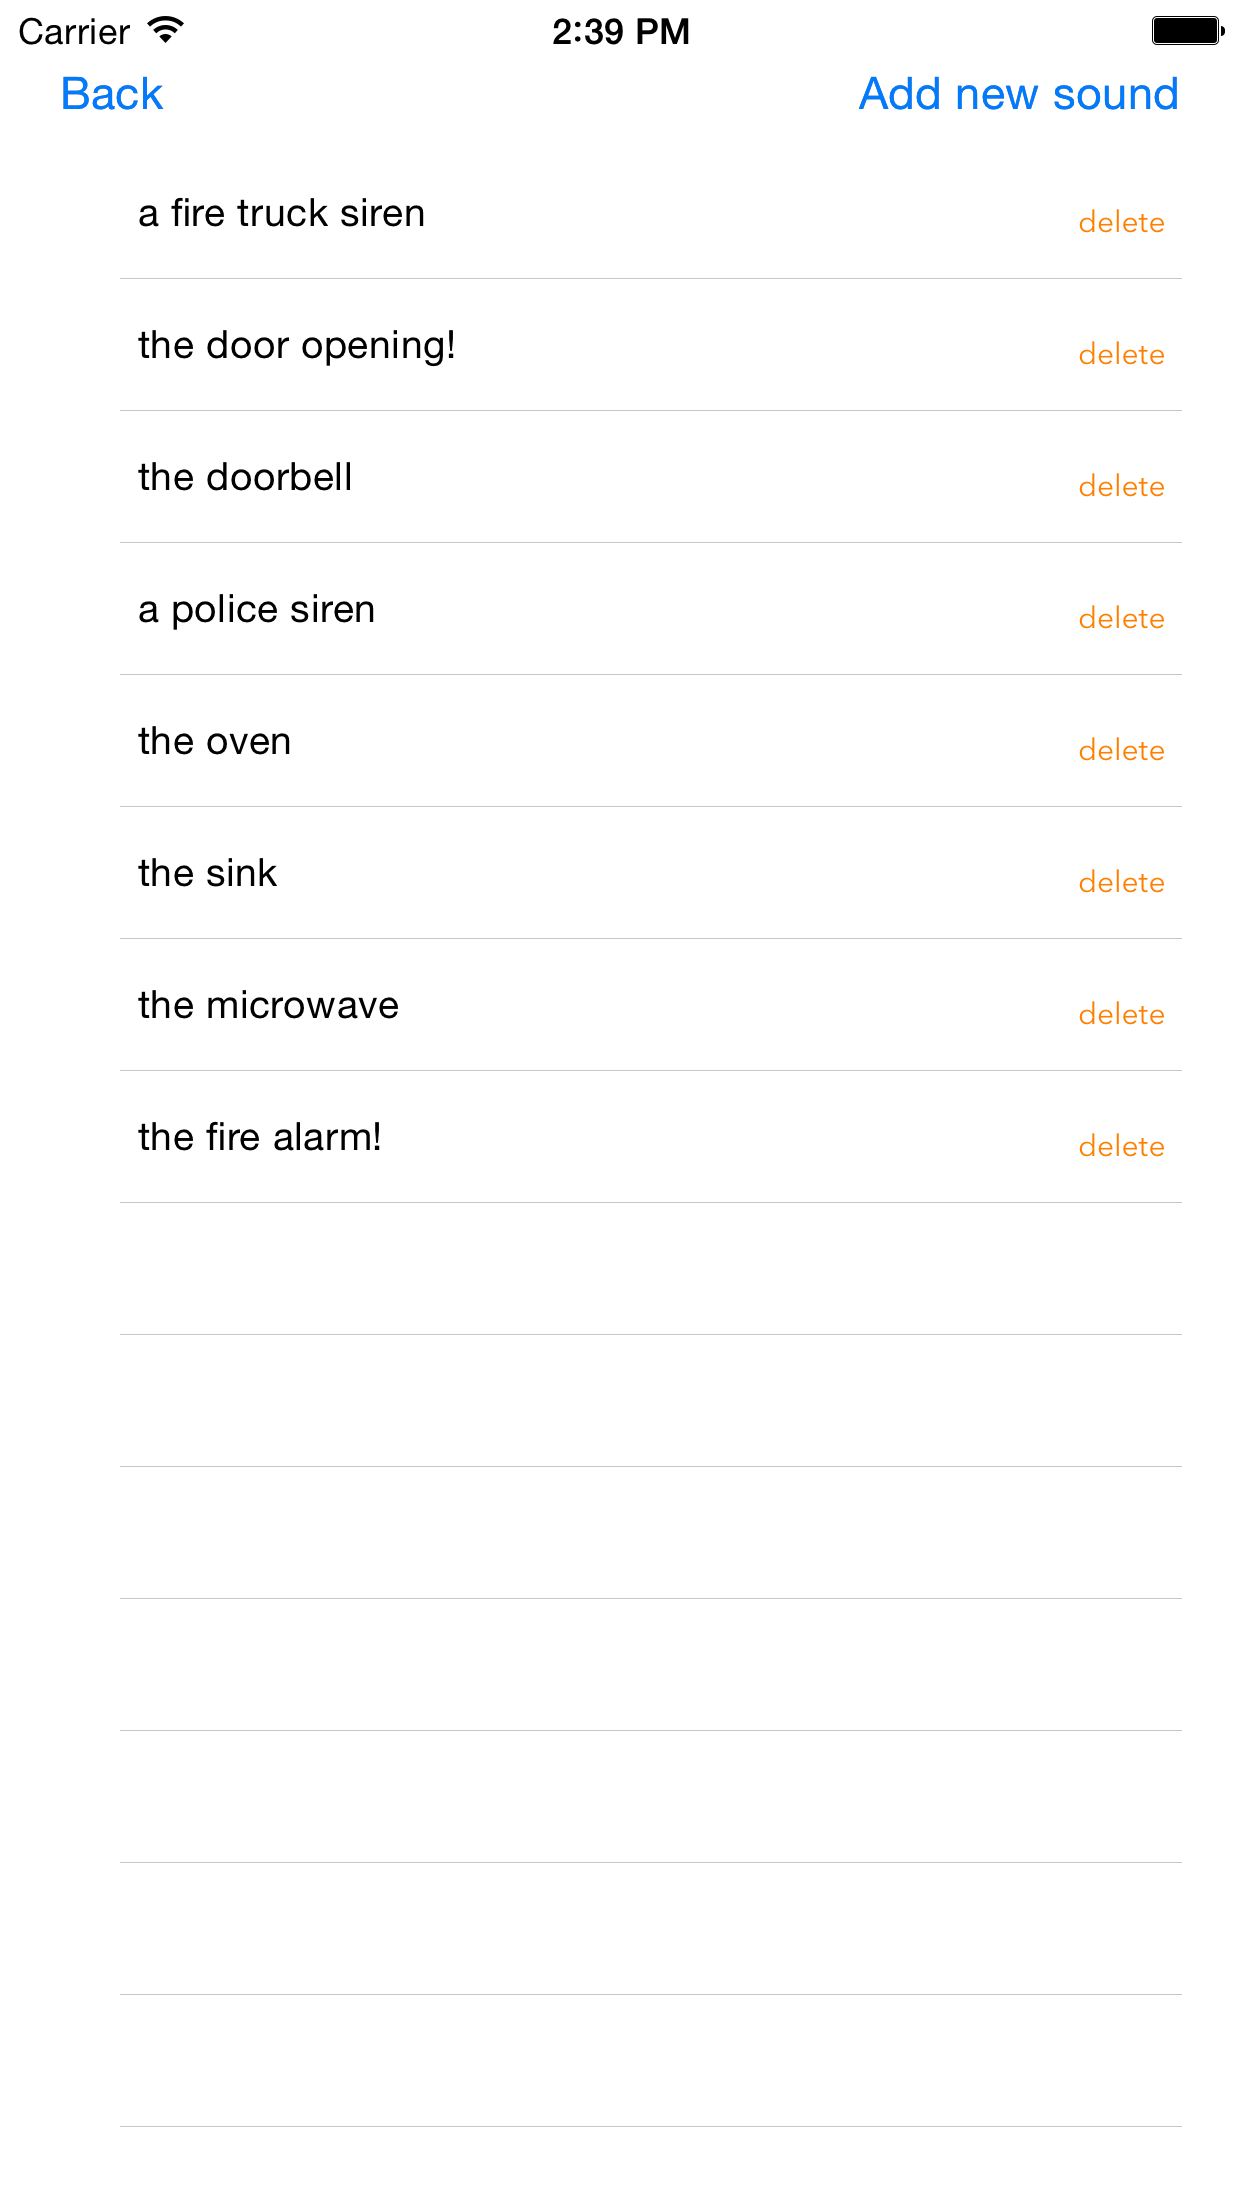 Carrier 2:39 PM
Back Add new sound
a fire truck siren delete
the door opening! delete
the doorbell delete
a police siren delete
the oven delete
the sink delete
the microwave delete
the fire alarm! delete